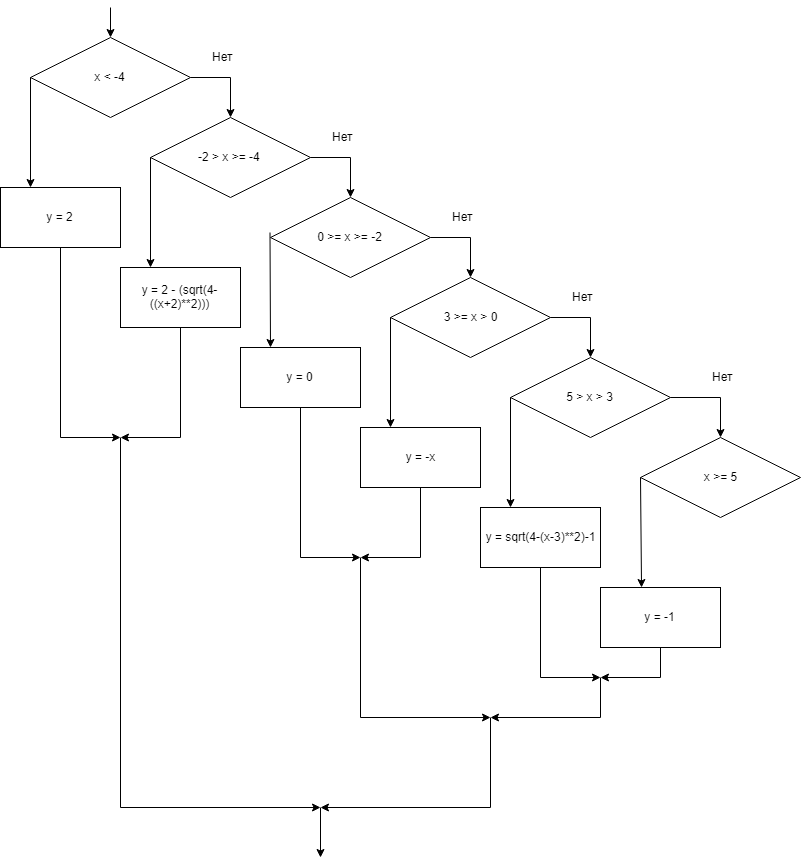 Нет
x < -4
Нет
-2 > x >= -4
y = 2
Нет
0 >= x >= -2
y = 2 - (sqrt(4-
((x+2)**2)))
Нет
3 >= x > 0
y = 0
Нет
5 > x > 3
y = -x
x >= 5
y = sqrt(4-(x-3)**2)-1
y = -1